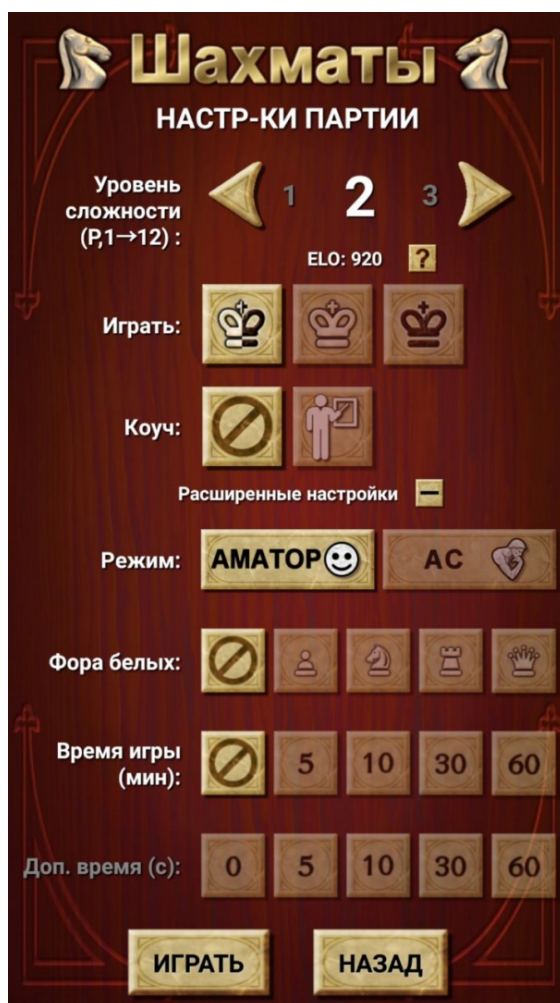 Шахматы
НАСТР-КИ ПАРТИИ
Уровень
сложности
(P,1→12) :
1 2 3
ELO: 920 ?
Играть:
Коуч:
Расширенные настройки −
Режим:
АМАТОР АС
Фора белых:
Время игры
(мин):
5 10 30 60
Доп. время (с):
0 5 10 30 60
ИГРАТЬ НАЗАД